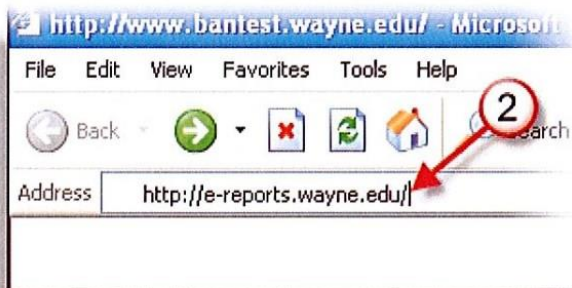 http://www.bantest.wayne.edu/ - Microsoft
File Edit View Favorites Tools Help
2
Back Search
Address http://e-reports.wayne.edu/